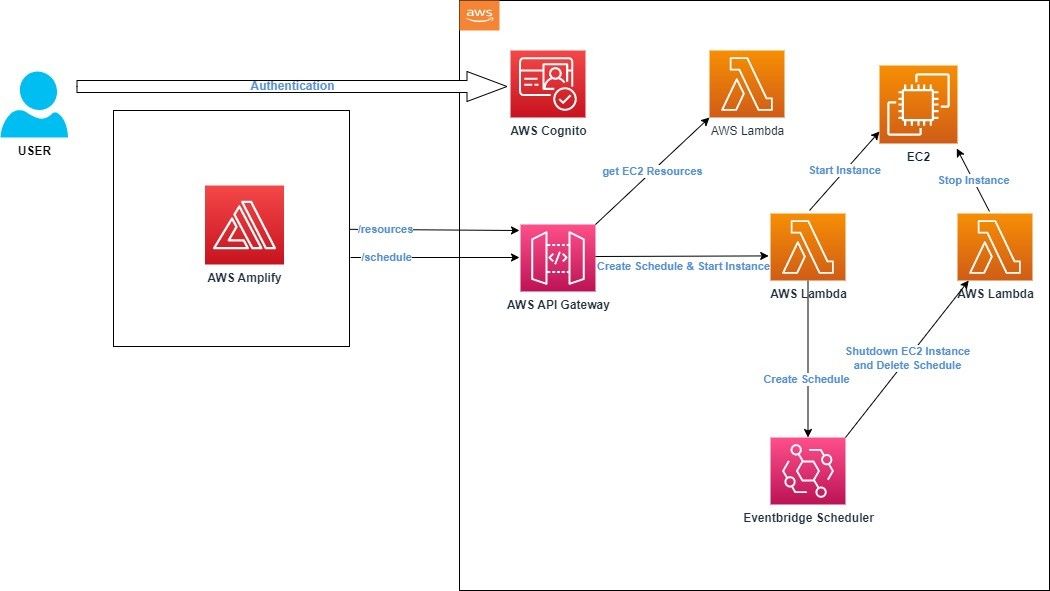 aws
Authentication
USER
AWS Cognito
AWS Lambda
EC2
get EC2 Resources
Start Instance
Stop Instance
/resources
/schedule
AWS Amplify
Create Schedule & Start Instance
AWS API Gateway
AWS Lambda
AWS Lambda
Shutdown EC2 Instance
and Delete Schedule
Create Schedule
Eventbridge Scheduler